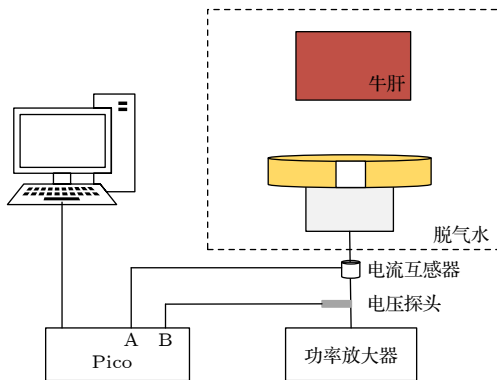 牛肝
脱气水
电流互感器
电压探头
A B
Pico
功率放大器